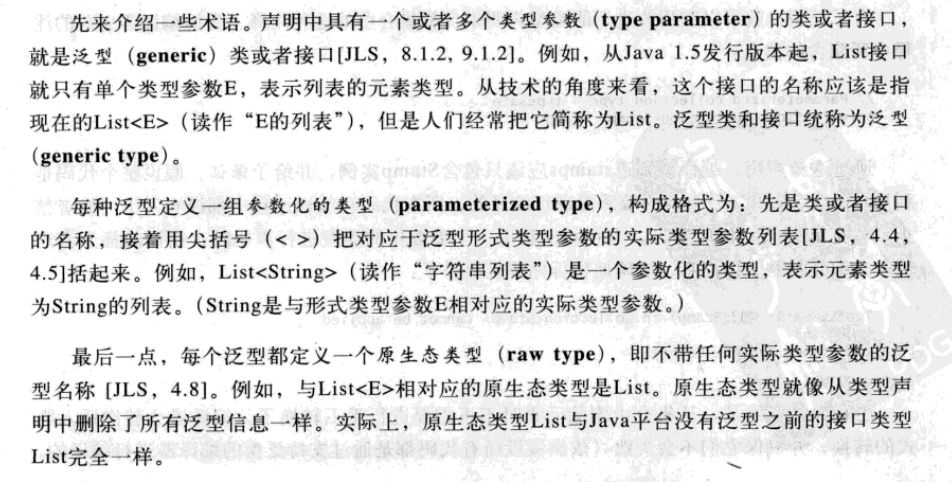 先来介绍一些术语。声明中具有一个或者多个类型参数（type parameter）的类或者接口，
就是泛型（generic）类或者接口[JLS，8.1.2, 9.1.2]。例如，从Java 1.5发行版本起，List接口
就只有单个类型参数E，表示列表的元素类型。从技术的角度来看，这个接口的名称应该是指
现在的List<E>（读作“E的列表”），但是人们经常把它简称为List。泛型类和接口统称为泛型
（generic type）。
每种泛型定义一组参数化的类型（parameterized type），构成格式为：先是类或者接口
的名称，接着用尖括号（< >）把对应于泛型形式类型参数的实际类型参数列表[JLS，4.4，
4.5]括起来。例如，List<String>（读作“字符串列表”）是一个参数化的类型，表示元素类型
为String的列表。（String是与形式类型参数E相对应的实际类型参数。）
最后一点，每个泛型都定义一个原生态类型（raw type），即不带任何实际类型参数的泛
型名称 [JLS，4.8]。例如，与List<E>相对应的原生态类型是List。原生态类型就像从类型声
明中删除了所有泛型信息一样。实际上，原生态类型List与Java平台没有泛型之前的接口类型
List完全一样。